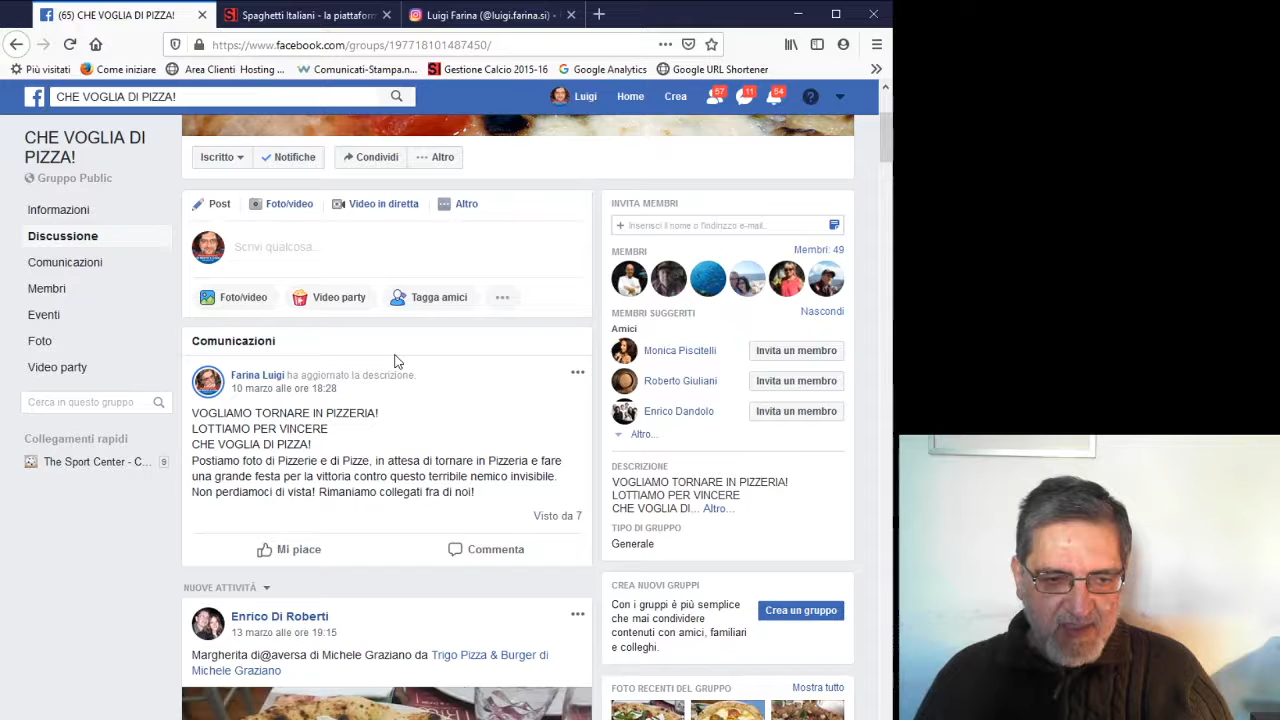 (65) CHE VOGLIA DI PIZZA!
Spaghetti Italiani - la piattaform
Luigi Farina (@luigi.farina.si) •
https://www.facebook.com/groups/197718101487450/
Più visitati
Come iniziare
Area Clienti Hosting ...
Comunicati-Stampa.n...
Gestione Calcio 2015-16
Google Analytics
Google URL Shortener
CHE VOGLIA DI PIZZA!
Luigi
Home
Crea
57
11
54
CHE VOGLIA DI
PIZZA!
Gruppo Public
Informazioni
Discussione
Comunicazioni
Membri
Eventi
Foto
Video party
Cerca in questo gruppo
Collegamenti rapidi
The Sport Center - C...
9
Iscritto
Notifiche
Condividi
Altro
Post
Foto/video
Video in diretta
Altro
Scrivi qualcosa...
Foto/video
Video party
Tagga amici
Comunicazioni
Farina Luigi ha aggiornato la descrizione.
10 marzo alle ore 18:28
VOGLIAMO TORNARE IN PIZZERIA!
LOTTIAMO PER VINCERE
CHE VOGLIA DI PIZZA!
Postiamo foto di Pizzerie e di Pizze, in attesa di tornare in Pizzeria e fare
una grande festa per la vittoria contro questo terribile nemico invisibile.
Non perdiamoci di vista! Rimaniamo collegati fra di noi!
Visto da 7
Mi piace
Commenta
NUOVE ATTIVITÀ
Enrico Di Roberti
13 marzo alle ore 19:15
Margherita di@aversa di Michele Graziano da Trigo Pizza & Burger di
Michele Graziano
INVITA MEMBRI
Inserisci il nome o l'indirizzo e-mail..
MEMBRI
Membri: 49
MEMBRI SUGGERITI
Nascondi
Amici
Monica Piscitelli
Invita un membro
Roberto Giuliani
Invita un membro
Enrico Dandolo
Invita un membro
Altro...
DESCRIZIONE
VOGLIAMO TORNARE IN PIZZERIA!
LOTTIAMO PER VINCERE
CHE VOGLIA DI... Altro...
TIPO DI GRUPPO
Generale
CREA NUOVI GRUPPI
Con i gruppi è più semplice
che mai condividere
contenuti con amici, familiari
e colleghi.
Crea un gruppo
FOTO RECENTI DEL GRUPPO
Mostra tutto